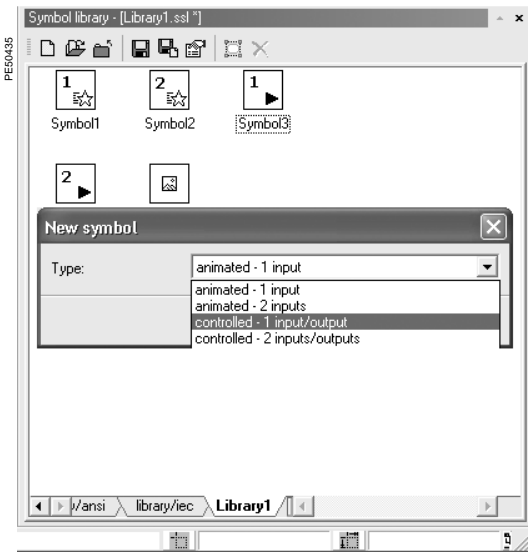 PE50435
Symbol library - [Library1.ssl *]
1
2
1
Symbol1
Symbol2
Symbol3
2
New symbol
Type:
animated - 1 input
animated - 1 input
animated - 2 inputs
controlled - 1 input/output
controlled - 2 inputs/outputs
library/iec
Library1